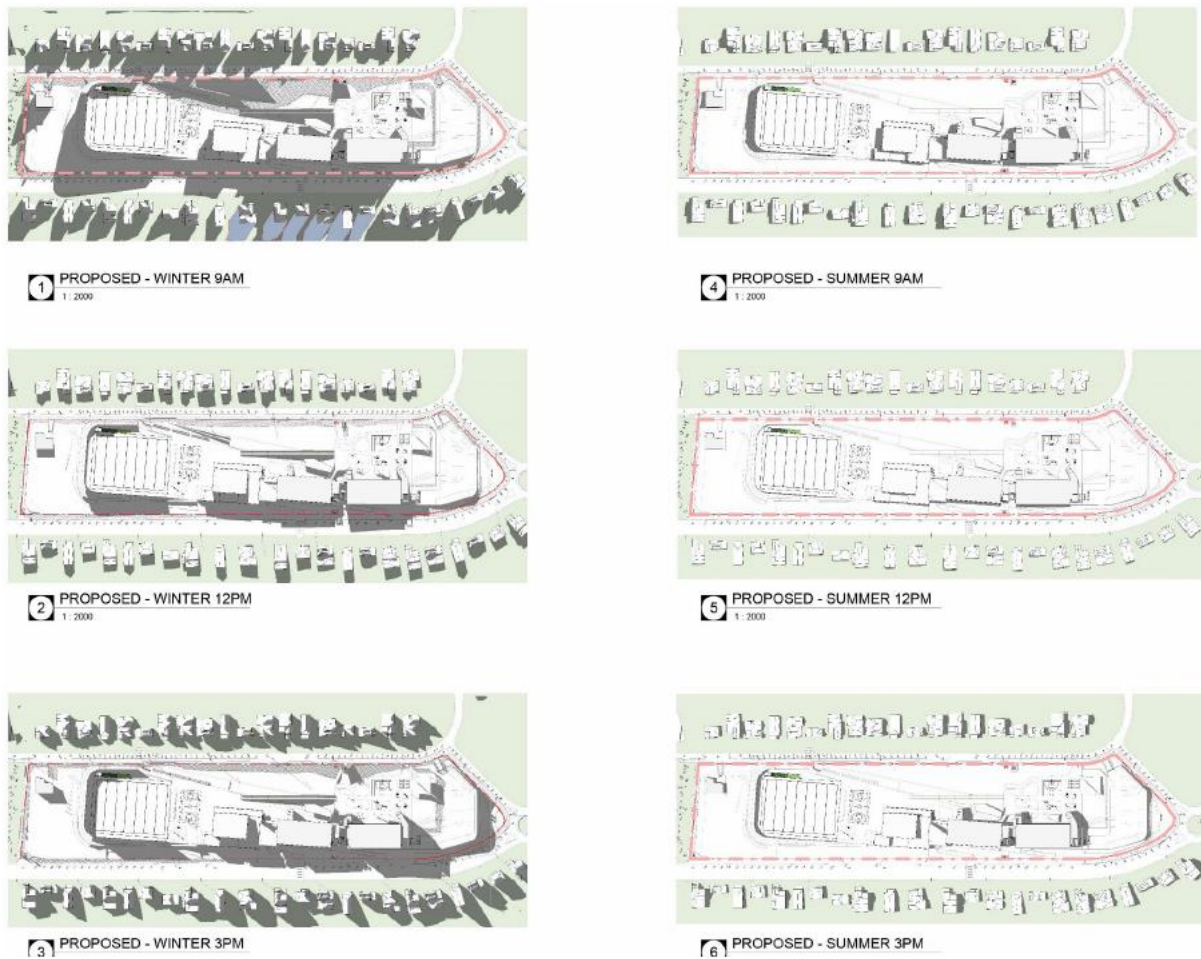 1 PROPOSED - WINTER 9AM
1 : 2000
4 PROPOSED - SUMMER 9AM
1 : 2000
2 PROPOSED - WINTER 12PM
1 : 2000
5 PROPOSED - SUMMER 12PM
1 : 2000
3 PROPOSED - WINTER 3PM
6 PROPOSED - SUMMER 3PM